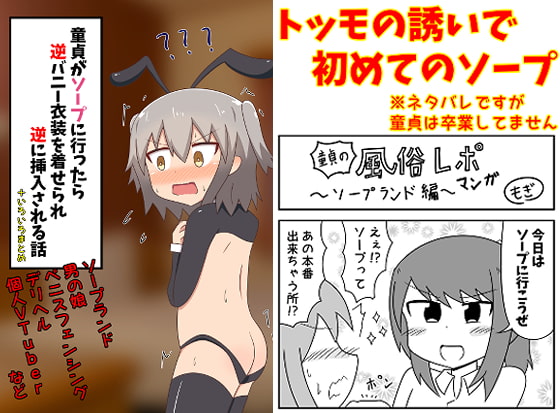 童貞がソープに行ったら
逆バニー衣装を着せられ
逆に挿入される話
+いろいろまとめ
???
ソープランド
男の娘
ペニスフェンシング
デリヘル
個人VTuber など
トッモの誘いで
初めてのソープ
※ネタバレですが
童貞は卒業してません
童貞の
風俗レポ
マンガ
~ソープランド編~
もぎ
今日は
ソープに行こうぜ
えぇ!?
ソープって
あの本番
出来ちゃう所!?
ポン